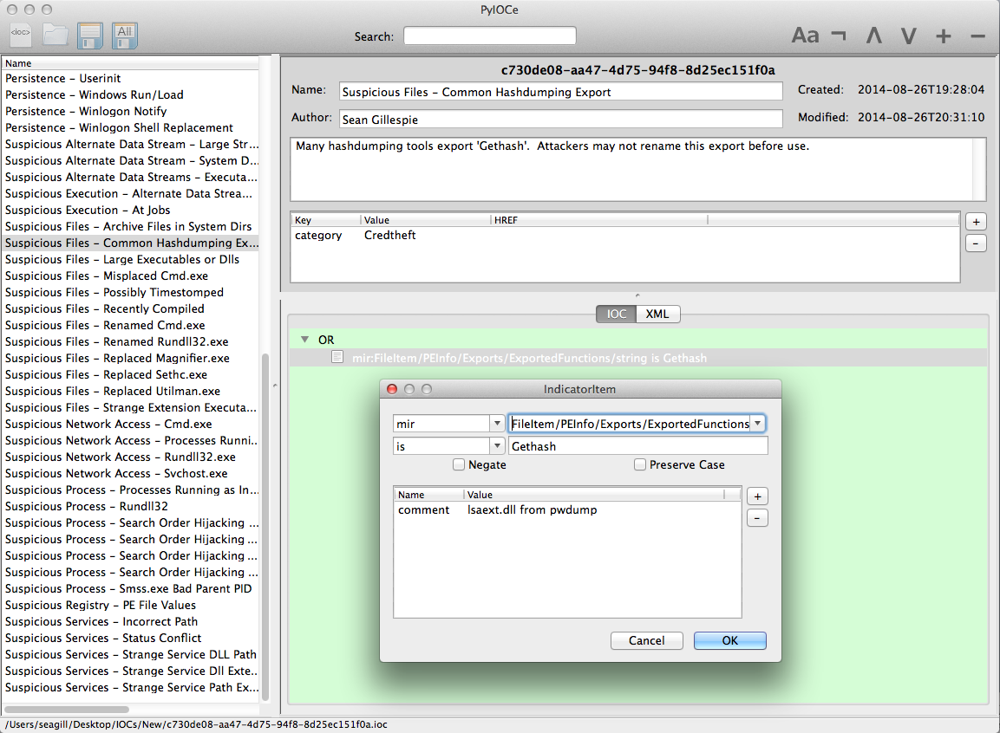 PyIOCe
<ioc>
All
Search:
Aa ¬ Λ V + −
Name
Persistence – Userinit
Persistence – Windows Run/Load
Persistence – Winlogon Notify
Persistence – Winlogon Shell Replacement
Suspicious Alternate Data Stream – Large Str...
Suspicious Alternate Data Stream – System D...
Suspicious Alternate Data Streams – Executa...
Suspicious Execution – Alternate Data Strea...
Suspicious Execution – At Jobs
Suspicious Files – Archive Files in System Dirs
Suspicious Files – Common Hashdumping Ex...
Suspicious Files – Large Executables or Dlls
Suspicious Files – Misplaced Cmd.exe
Suspicious Files – Possibly Timestomped
Suspicious Files – Recently Compiled
Suspicious Files – Renamed Cmd.exe
Suspicious Files – Renamed Rundll32.exe
Suspicious Files – Replaced Magnifier.exe
Suspicious Files – Replaced Sethc.exe
Suspicious Files – Replaced Utilman.exe
Suspicious Files – Strange Extension Executa...
Suspicious Network Access – Cmd.exe
Suspicious Network Access – Processes Runni...
Suspicious Network Access – Rundll32.exe
Suspicious Network Access – Svchost.exe
Suspicious Process – Processes Running as In...
Suspicious Process – Rundll32
Suspicious Process – Search Order Hijacking ...
Suspicious Process – Search Order Hijacking ...
Suspicious Process – Search Order Hijacking ...
Suspicious Process – Search Order Hijacking ...
Suspicious Process – Smss.exe Bad Parent PID
Suspicious Registry – PE File Values
Suspicious Services – Incorrect Path
Suspicious Services – Status Conflict
Suspicious Services – Strange Service DLL Path
Suspicious Services – Strange Service Dll Exte...
Suspicious Services – Strange Service Path Ex...
c730de08-aa47-4d75-94f8-8d25ec151f0a
Name: Suspicious Files – Common Hashdumping Export Created: 2014-08-26T19:28:04
Author: Sean Gillespie Modified: 2014-08-26T20:31:10
Many hashdumping tools export 'Gethash'.  Attackers may not rename this export before use.
Key Value HREF
category Credtheft
+
-
IOC XML
OR
mir:FileItem/PEInfo/Exports/ExportedFunctions/string is Gethash
IndicatorItem
mir FileItem/PEInfo/Exports/ExportedFunctions
is Gethash
Negate Preserve Case
Name Value
comment lsaext.dll from pwdump
+
-
Cancel OK
/Users/seagill/Desktop/IOCs/New/c730de08-aa47-4d75-94f8-8d25ec151f0a.ioc